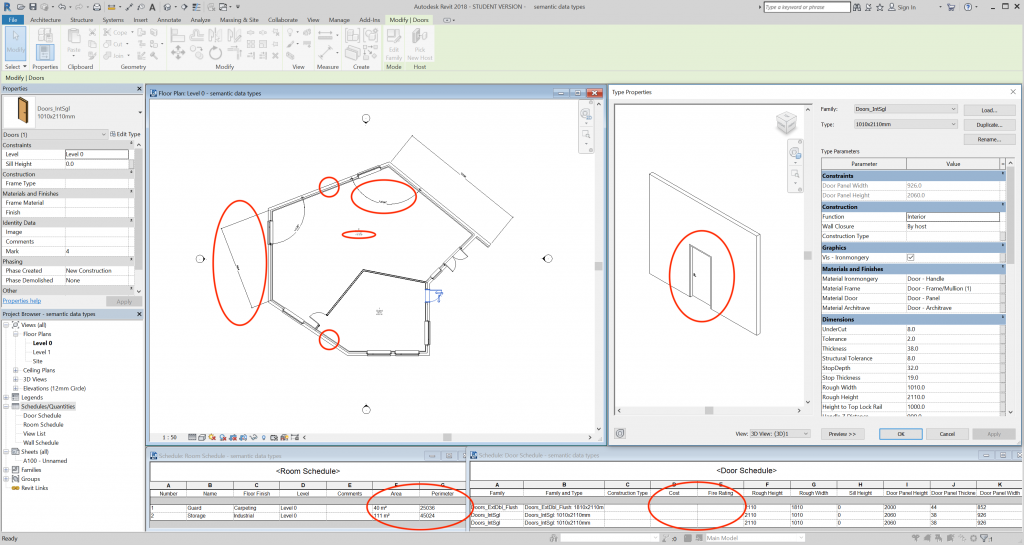 Autodesk Revit 2018 - STUDENT VERSION - semantic data types
Type a keyword or phrase
Sign In
File Architecture Structure Systems Insert Annotate Analyze Massing & Site Collaborate View Manage Add-Ins Modify | Doors
Modify Properties Paste Cope Cut Join Edit Family Pick New Host
Select Properties Clipboard Geometry Modify View Measure Create Mode Host
Modify | Doors
Properties
Doors_IntSgl
1010x2110mm
Doors (1) Edit Type
Constraints
Level Level 0
Sill Height 0.0
Construction
Frame Type
Materials and Finishes
Frame Material
Finish
Identity Data
Image
Comments
Mark 4
Phasing
Phase Created New Construction
Phase Demolished None
Other
Properties help Apply
Project Browser - semantic data types
Views (all)
Floor Plans
Level 0
Level 1
Site
Ceiling Plans
3D Views
Elevations (12mm Circle)
Legends
Schedules/Quantities
Door Schedule
Room Schedule
View List
Wall Schedule
Sheets (all)
A100 - Unnamed
Families
Groups
Revit Links
Floor Plan: Level 0 - semantic data types
1 : 50
Type Properties
Family: Doors_IntSgl Load...
Type: 1010x2110mm Duplicate...
Rename...
Type Parameters
Parameter Value
Constraints
Door Panel Width 926.0
Door Panel Height 2060.0
Construction
Function Interior
Wall Closure By host
Construction Type
Graphics
Vis - Ironmongery
Materials and Finishes
Material Ironmongery Door - Handle
Material Frame Door - Frame/Mullion (1)
Material Door Door - Panel
Material Architrave Door - Architrave
Dimensions
UnderCut 8.0
Tolerance 2.0
Thickness 38.0
Structural Tolerance 8.0
StopDepth 32.0
Stop Thickness 19.0
Rough Width 1010.0
Rough Height 2110.0
Height to Top Lock Rail 1000.0
View: 3D View: {3D}1 Preview >> OK Cancel Apply
Schedule: Room Schedule - semantic data types
<Room Schedule>
A B C D E F G
Number Name Floor Finish Level Comments Area Perimeter
1 Guard Carpeting Level 0 40 m² 25036
2 Storage Industrial Level 0 111 m² 45024
Schedule: Door Schedule - semantic data types
<Door Schedule>
A B C D E F G H I J K
Family Family and Type Construction Type Cost Fire Rating Rough Height Rough Width Sill Height Door Panel Height Door Panel Thickne Door Panel Width
Doors_ExtDbl_Flush Doors_ExtDbl_Flush 1810x2110m 2110 1810 0 2000 44 852
Doors_IntSgl Doors_IntSgl 1010x2110mm 2110 1010 0 2060 38 926
Doors_IntSgl Doors_IntSgl 1010x2110mm 2110 1010 0 2060 38 926
Ready
Main Model